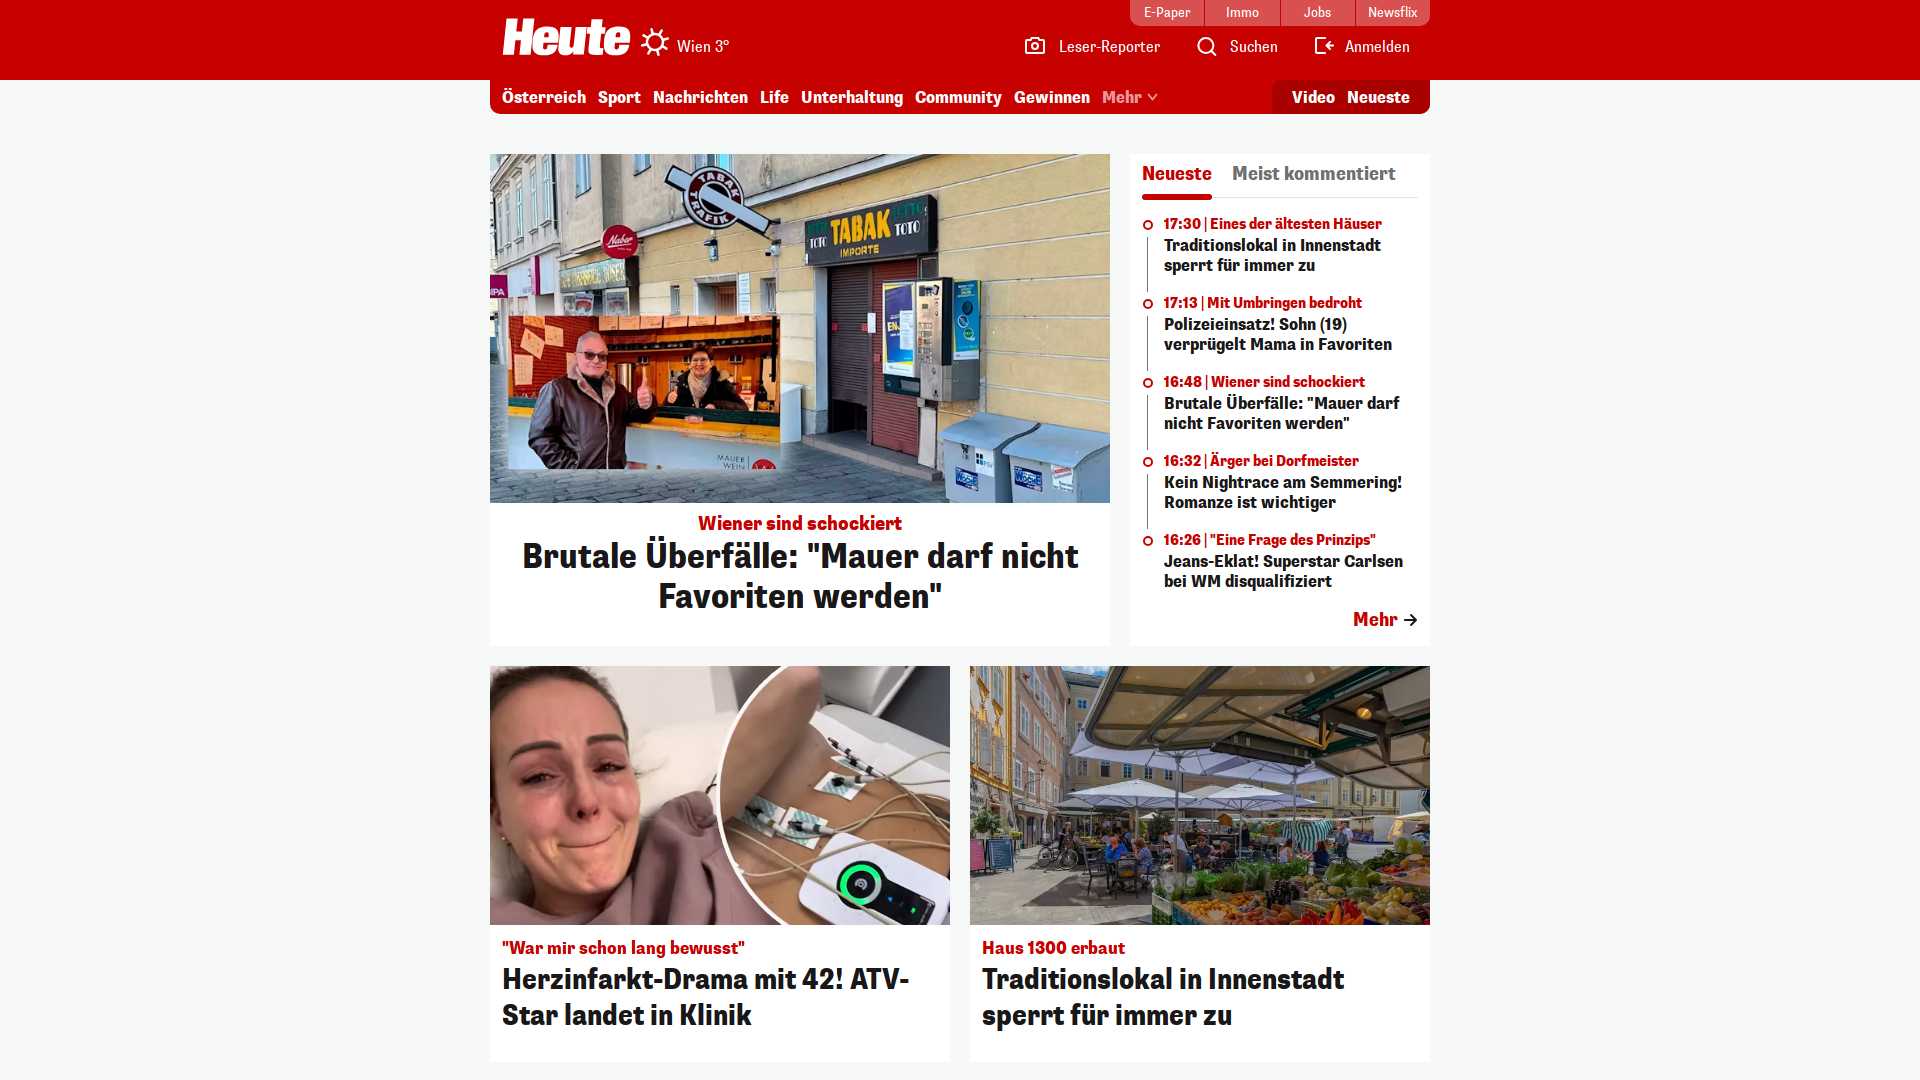 E-Paper
Immo
Jobs
Newsflix
Heute
Wien 3°
Leser-Reporter
Suchen
Anmelden
Österreich
Sport
Nachrichten
Life
Unterhaltung
Community
Gewinnen
Mehr
Video
Neueste
TABAK
TRAFIK
Naber
TOTO
TABAK
IMPORTE
TOTO
MAUER
WEIN
Wiener sind schockiert
Brutale Überfälle: "Mauer darf nicht
Favoriten werden"
Neueste
Meist kommentiert
17:30 | Eines der ältesten Häuser
Traditionslokal in Innenstadt
sperrt für immer zu
17:13 | Mit Umbringen bedroht
Polizeieinsatz! Sohn (19)
verprügelt Mama in Favoriten
16:48 | Wiener sind schockiert
Brutale Überfälle: "Mauer darf
nicht Favoriten werden"
16:32 | Ärger bei Dorfmeister
Kein Nightrace am Semmering!
Romanze ist wichtiger
16:26 | "Eine Frage des Prinzips"
Jeans-Eklat! Superstar Carlsen
bei WM disqualifiziert
Mehr
"War mir schon lang bewusst"
Herzinfarkt-Drama mit 42! ATV-
Star landet in Klinik
Haus 1300 erbaut
Traditionslokal in Innenstadt
sperrt für immer zu